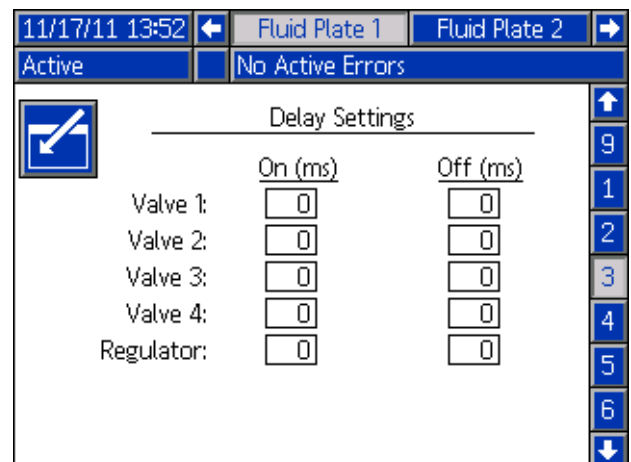 11/17/11 13:52 Fluid Plate 1 Fluid Plate 2
Active No Active Errors
Delay Settings
On (ms) Off (ms)
Valve 1: 0 0
Valve 2: 0 0
Valve 3: 0 0
Valve 4: 0 0
Regulator: 0 0
9
1
2
3
4
5
6